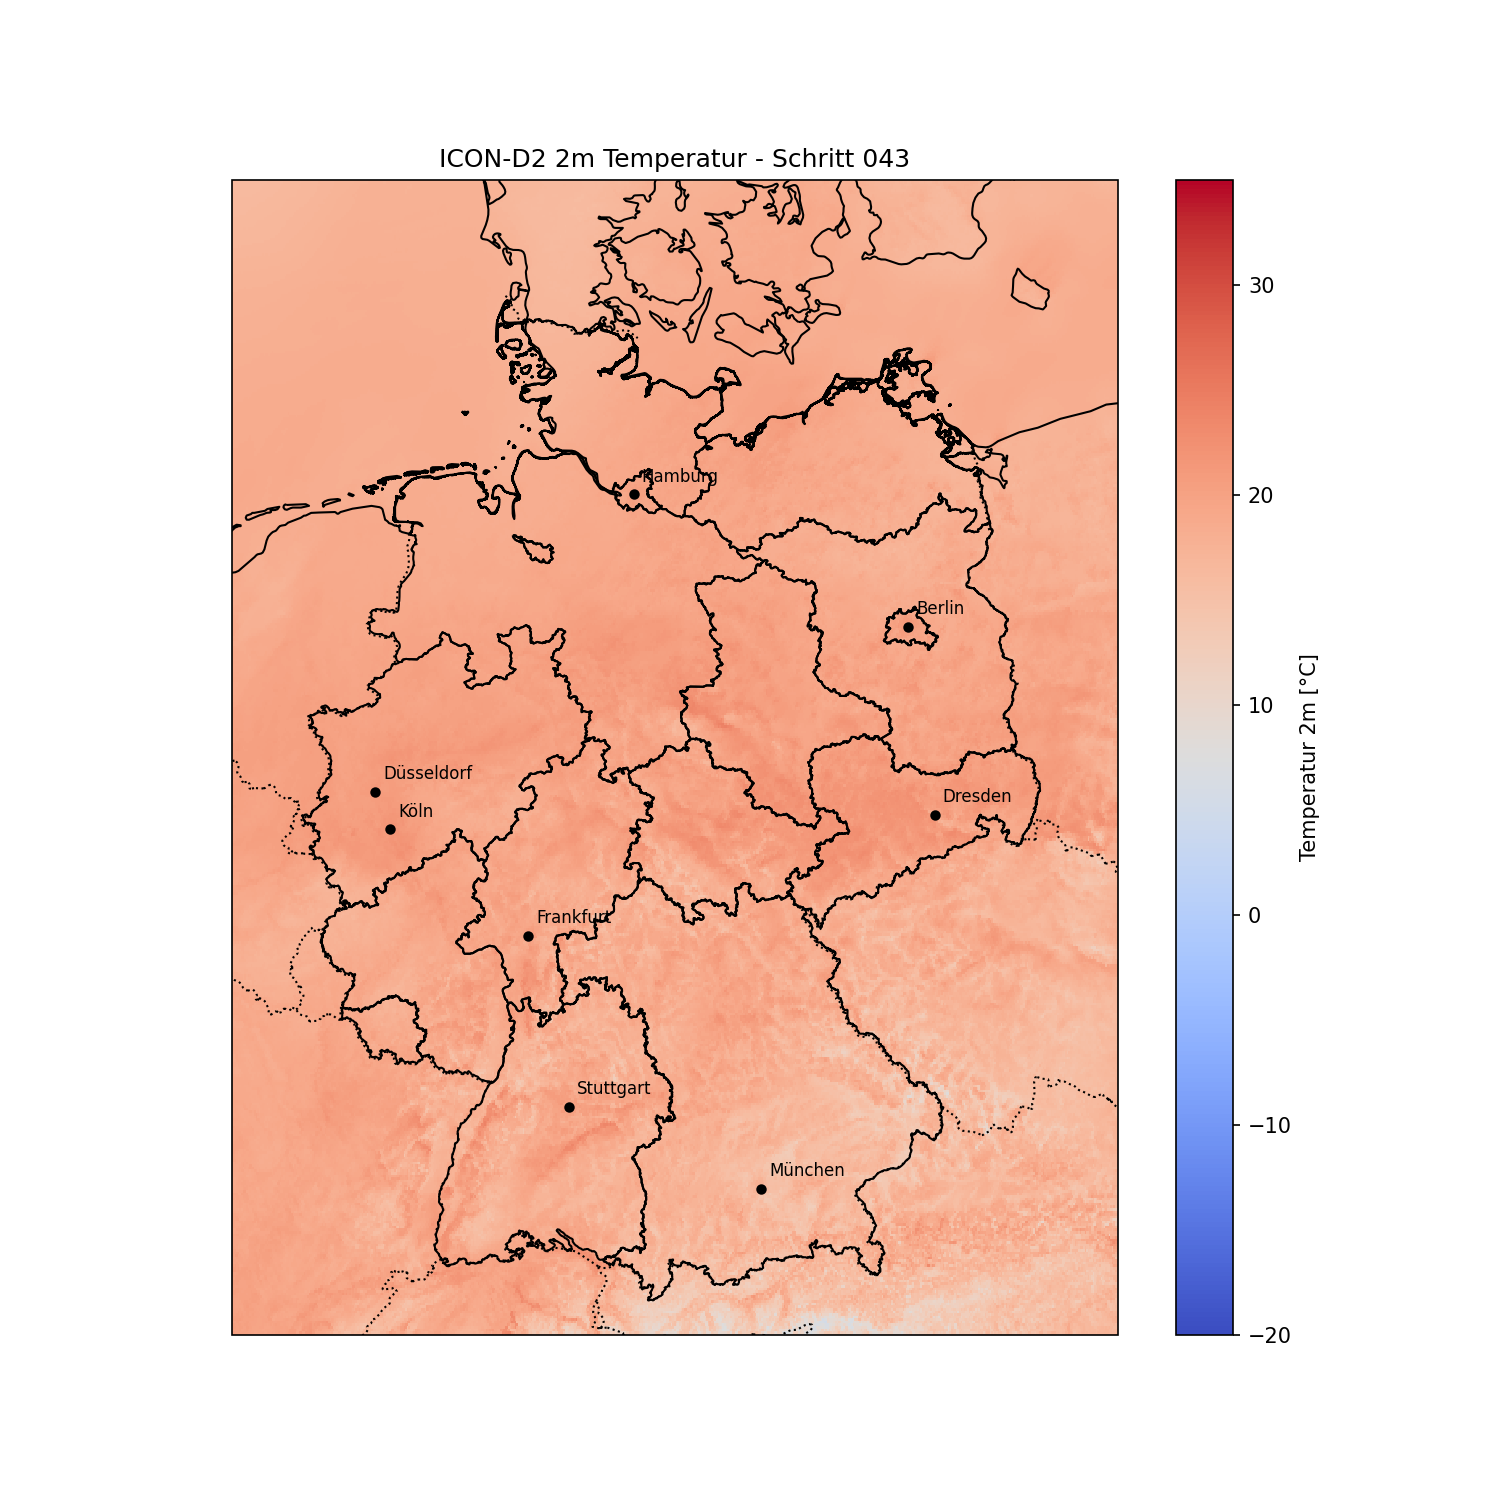 ICON-D2 2m Temperatur - Schritt 043
Hamburg
Berlin
Düsseldorf
Köln
Dresden
Frankfurt
Stuttgart
München
30
20
10
0
−10
−20
Temperatur 2m [°C]